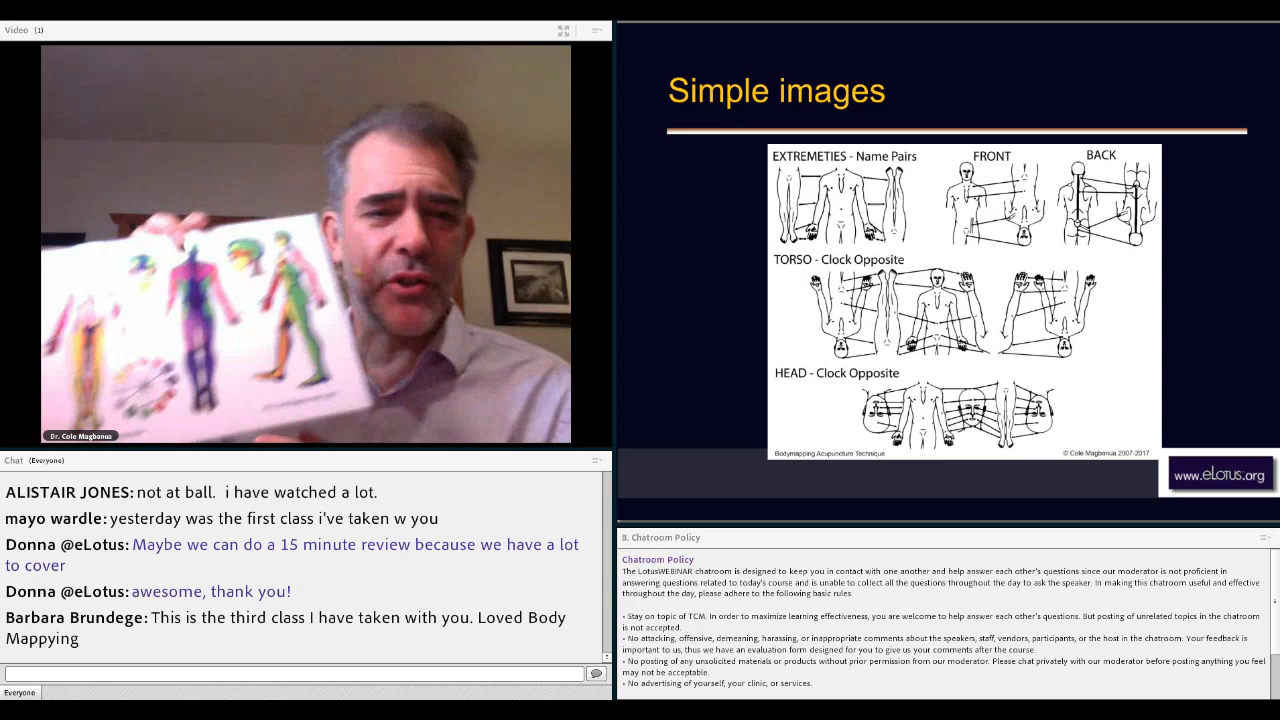 Video (1)
Dr. Cole Magbanua
Chat (Everyone)
ALISTAIR JONES: not at ball.  i have watched a lot.
mayo wardle: yesterday was the first class i've taken w you
Donna @eLotus: Maybe we can do a 15 minute review because we have a lot
to cover
Donna @eLotus: awesome, thank you!
Barbara Brundege: This is the third class I have taken with you. Loved Body
Mappying
Everyone
Simple images
EXTREMETIES - Name Pairs
FRONT
BACK
TORSO - Clock Opposite
HEAD - Clock Opposite
Bodymapping Acupuncture Technique
© Cole Magbanua 2007-2017
www.eLOTUS.org
8. Chatroom Policy
Chatroom Policy
The LotusWEBINAR chatroom is designed to keep you in contact with one another and help answer each other's questions since our moderator is not proficient in
answering questions related to today's course and is unable to collect all the questions throughout the day to ask the speaker. In making this chatroom useful and effective
throughout the day, please adhere to the following basic rules.
• Stay on topic of TCM. In order to maximize learning effectiveness, you are welcome to help answer each other's questions. But posting of unrelated topics in the chatroom
is not accepted.
• No attacking, offensive, demeaning, harassing, or inappropriate comments about the speakers, staff, vendors, participants, or the host in the chatroom. Your feedback is
important to us, thus we have an evaluation form designed for you to give us your comments after the course.
• No posting of any unsolicited materials or products without prior permission from our moderator. Please chat privately with our moderator before posting anything you feel
may not be acceptable.
• No advertising of yourself, your clinic, or services.